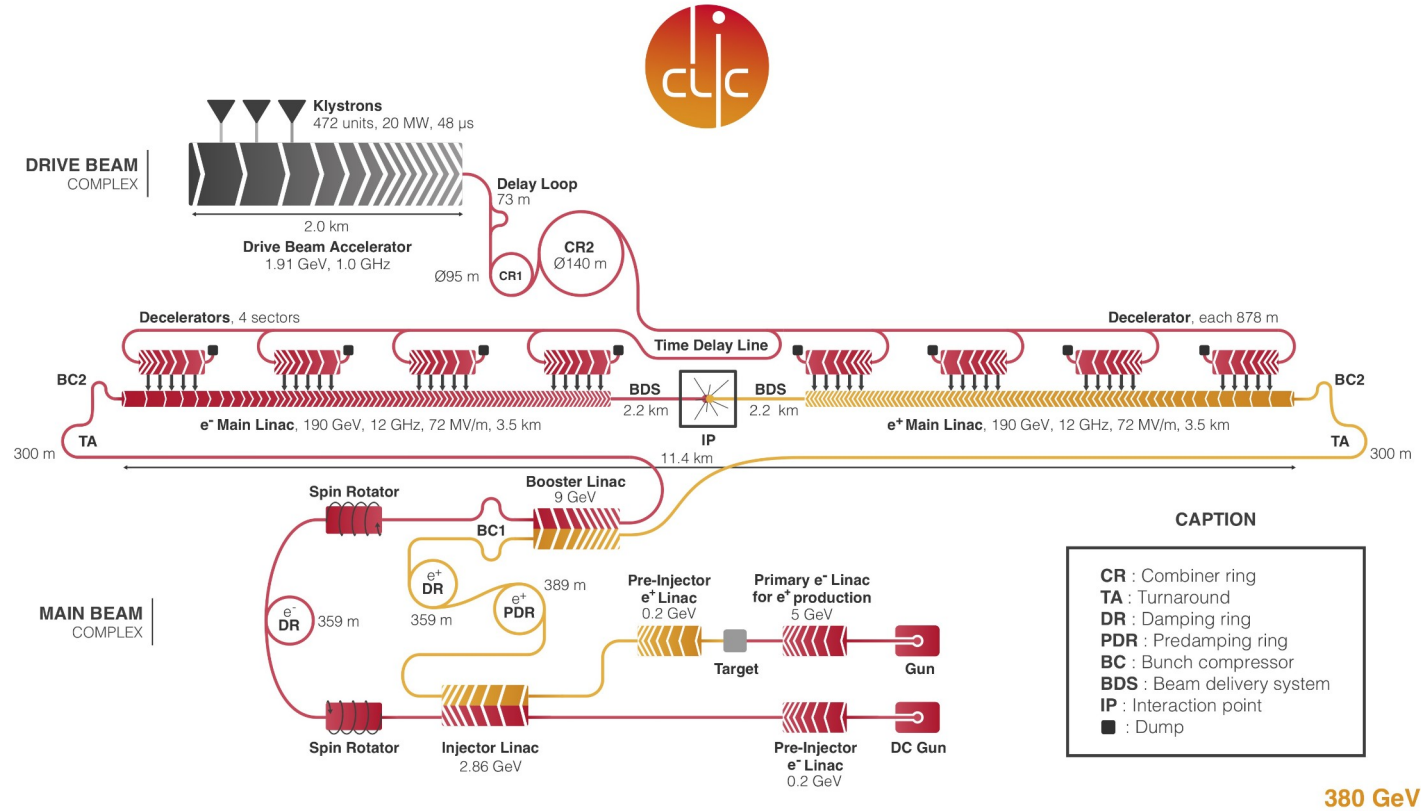 clic
Klystrons
472 units, 20 MW, 48 µs
DRIVE BEAM
COMPLEX
Delay Loop
73 m
2.0 km
Drive Beam Accelerator
1.91 GeV, 1.0 GHz
CR2
Ø140 m
Ø95 m
CR1
Decelerators, 4 sectors
Decelerator, each 878 m
Time Delay Line
BC2
BDS
2.2 km
BDS
2.2 km
BC2
e⁻ Main Linac, 190 GeV, 12 GHz, 72 MV/m, 3.5 km
IP
e⁺ Main Linac, 190 GeV, 12 GHz, 72 MV/m, 3.5 km
TA
300 m
TA
300 m
11.4 km
Spin Rotator
Booster Linac
9 GeV
BC1
e⁺
DR
359 m
e⁺
PDR
389 m
MAIN BEAM
COMPLEX
e⁻
DR
359 m
Pre-Injector
e⁺ Linac
0.2 GeV
Primary e⁻ Linac
for e⁺ production
5 GeV
Target
Gun
Spin Rotator
Injector Linac
2.86 GeV
Pre-Injector
e⁻ Linac
0.2 GeV
DC Gun
CAPTION
CR : Combiner ring
TA : Turnaround
DR : Damping ring
PDR : Predamping ring
BC : Bunch compressor
BDS : Beam delivery system
IP : Interaction point
: Dump
380 GeV